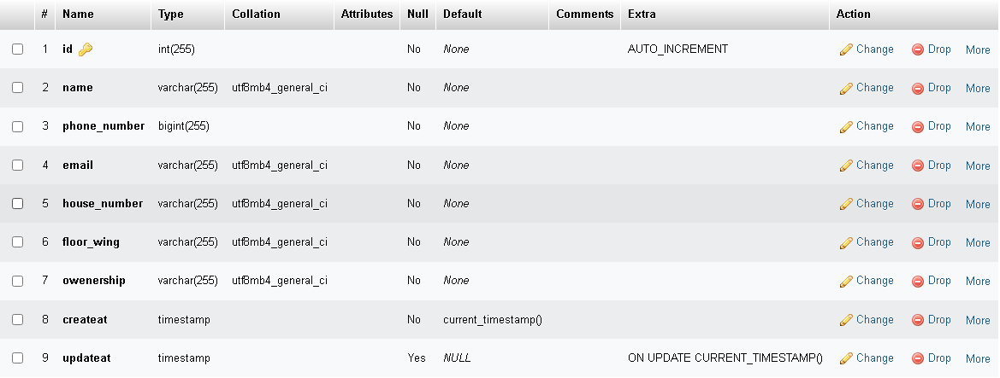 # Name Type Collation Attributes Null Default Comments Extra Action
1 id int(255) No None AUTO_INCREMENT Change Drop More
2 name varchar(255) utf8mb4_general_ci No None Change Drop More
3 phone_number bigint(255) No None Change Drop More
4 email varchar(255) utf8mb4_general_ci No None Change Drop More
5 house_number varchar(255) utf8mb4_general_ci No None Change Drop More
6 floor_wing varchar(255) utf8mb4_general_ci No None Change Drop More
7 owenership varchar(255) utf8mb4_general_ci No None Change Drop More
8 createat timestamp No current_timestamp() Change Drop More
9 updateat timestamp Yes NULL ON UPDATE CURRENT_TIMESTAMP() Change Drop More